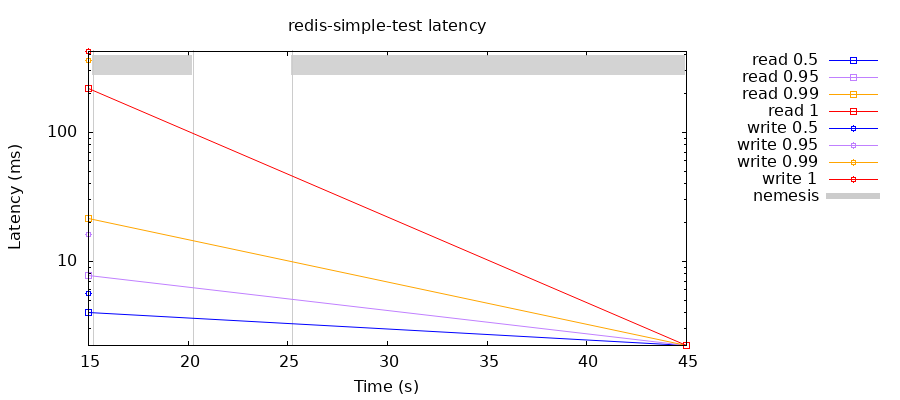 redis-simple-test latency
Latency (ms)
100
10
15 20 25 30 35 40 45
Time (s)
read 0.5
read 0.95
read 0.99
read 1
write 0.5
write 0.95
write 0.99
write 1
nemesis